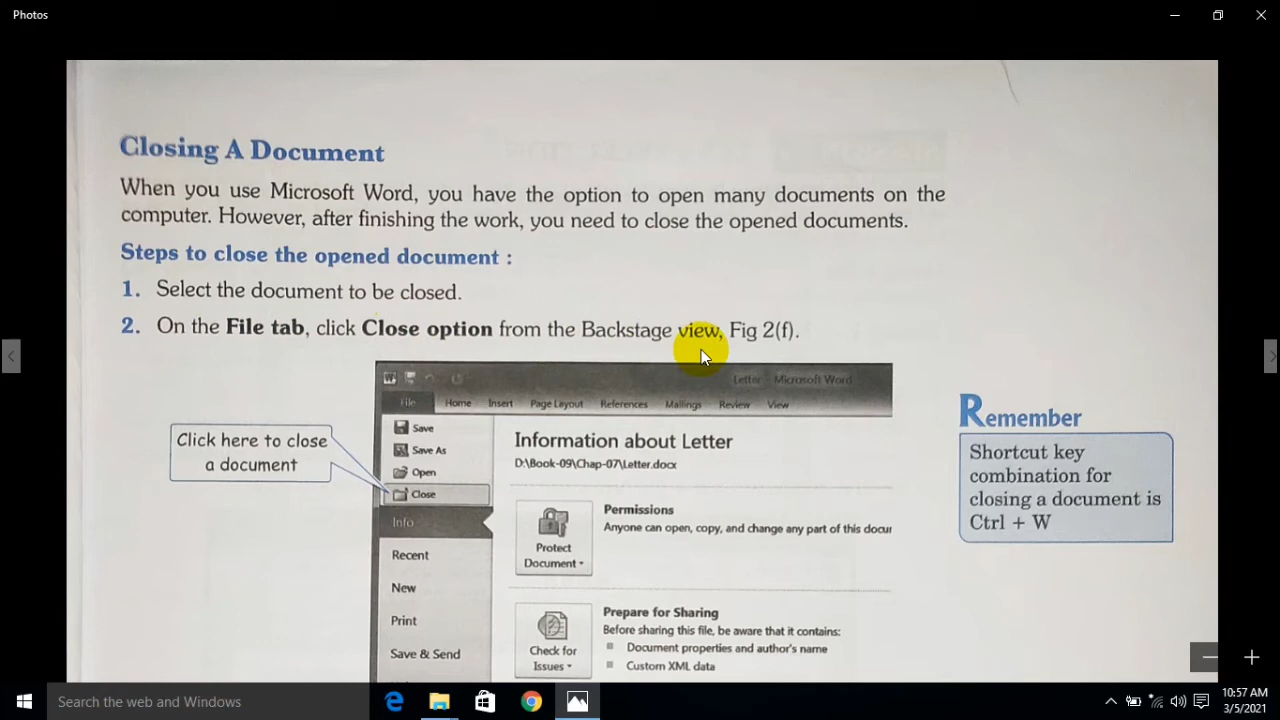 Photos
Closing A Document
When you use Microsoft Word, you have the option to open many documents on the
computer. However, after finishing the work, you need to close the opened documents.
Steps to close the opened document :
1. Select the document to be closed.
2. On the File tab, click Close option from the Backstage view, Fig 2(f).
Letter - Microsoft Word
File Home Insert Page Layout References Mailings Review View
Save
Save As
Open
Close
Info
Recent
New
Print
Save & Send
Click here to close
a document
Information about Letter
D:\Book-09\Chap-07\Letter.docx
Protect
Document
Permissions
Anyone can open, copy, and change any part of this docur
Check for
Issues
Prepare for Sharing
Before sharing this file, be aware that it contains:
Document properties and author's name
Custom XML data
Remember
Shortcut key
combination for
closing a document is
Ctrl + W
Search the web and Windows
10:57 AM
3/5/2021